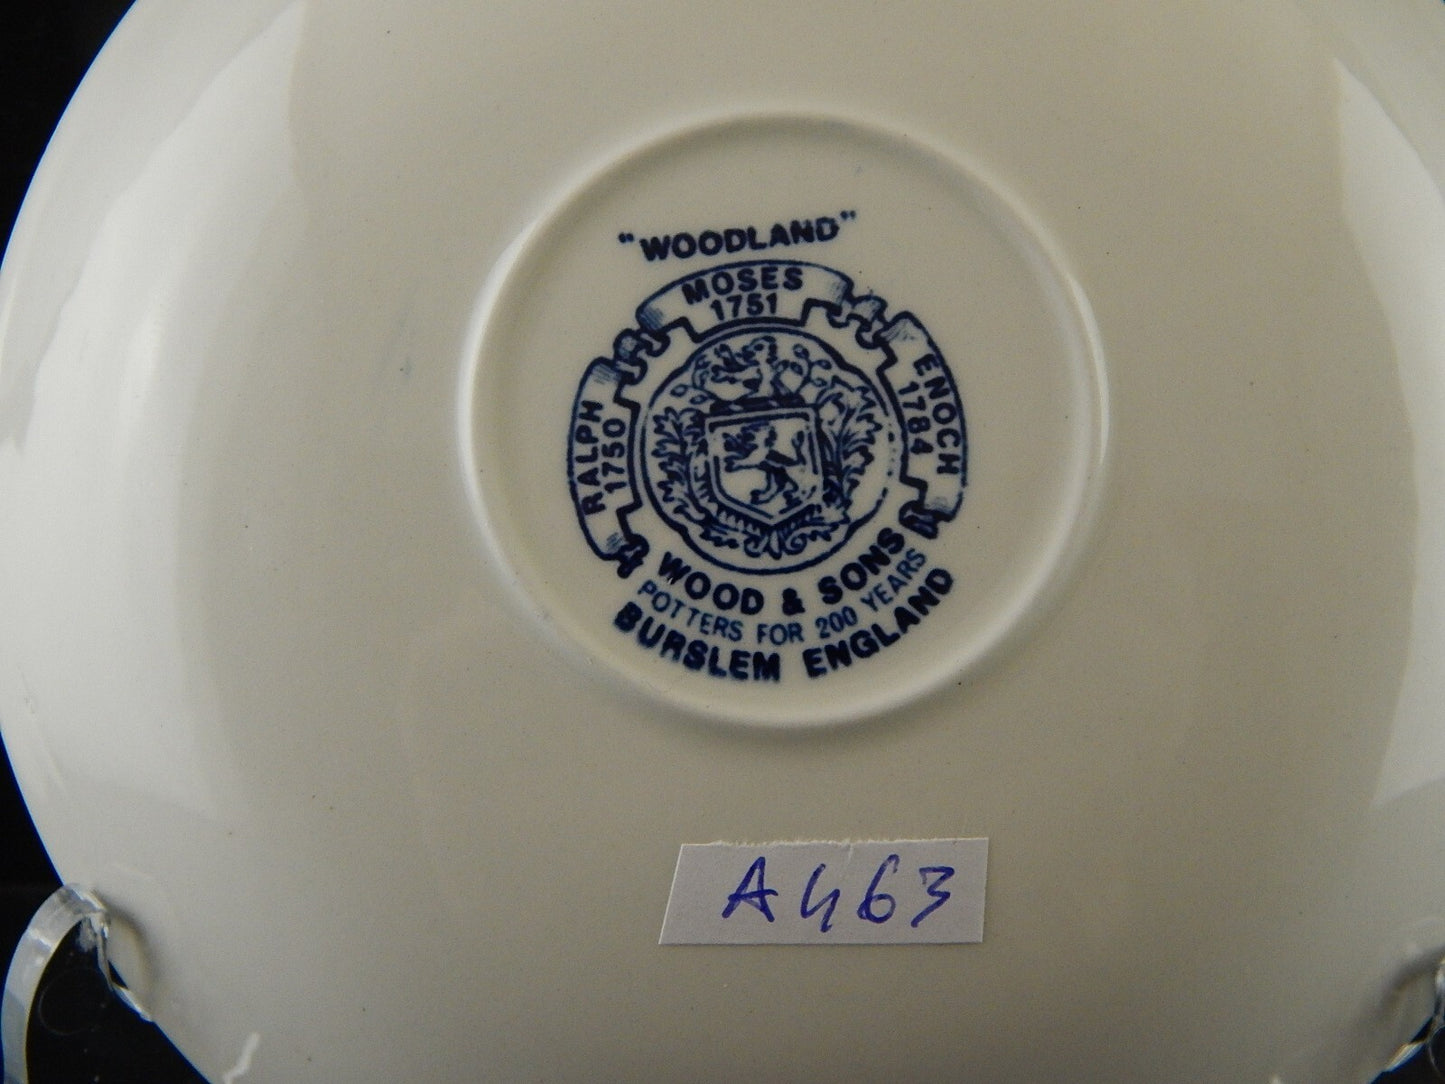 "WOODLAND"
MOSES
1751
RALPH
1750
ENOCH
1784
WOOD & SONS
POTTERS FOR 200 YEARS
BURSLEM ENGLAND
A463